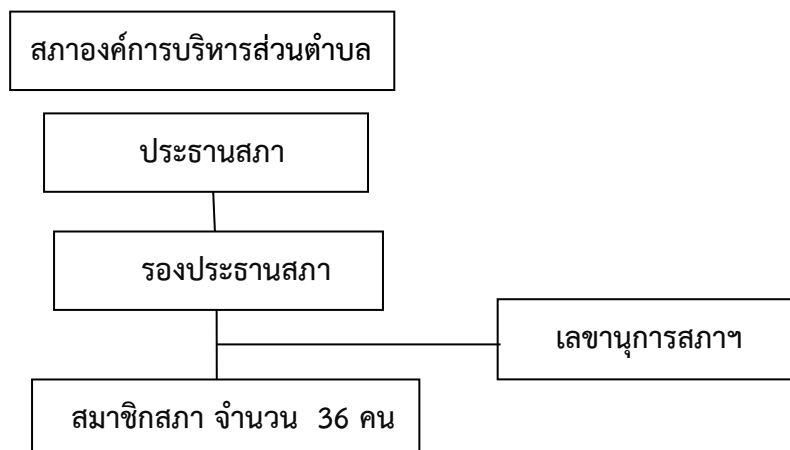 สภาองค์การบริหารส่วนตำบล
ประธานสภา
รองประธานสภา
เลขานุการสภาฯ
สมาชิกสภา จำนวน 36 คน